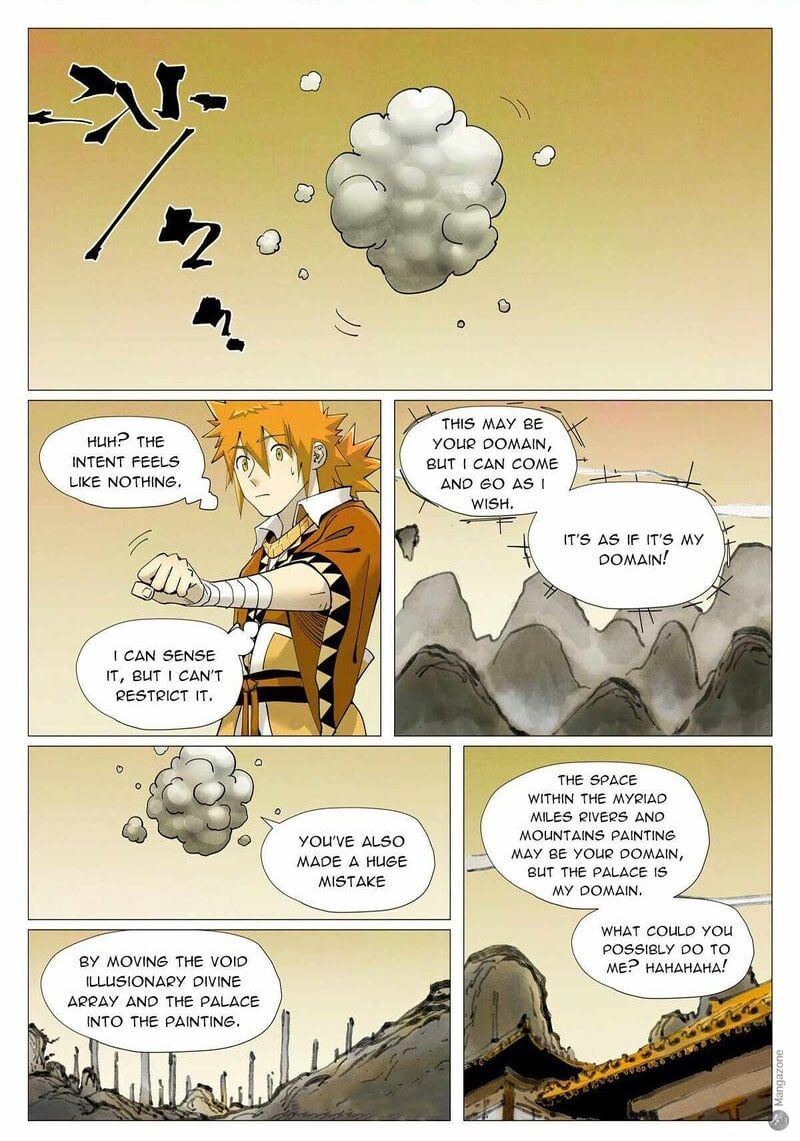 HUH? THE
INTENT FEELS
LIKE NOTHING.
I CAN SENSE
IT, BUT I CAN'T
RESTRICT IT.
THIS MAY BE
YOUR DOMAIN,
BUT I CAN COME
AND GO AS I
WISH.
IT'S AS IF IT'S MY
DOMAIN!
YOU'VE ALSO
MADE A HUGE
MISTAKE
BY MOVING THE VOID
ILLUSIONARY DIVINE
ARRAY AND THE PALACE
INTO THE PAINTING.
THE SPACE
WITHIN THE MYRIAD
MILES RIVERS AND
MOUNTAINS PAINTING
MAY BE YOUR DOMAIN,
BUT THE PALACE IS
MY DOMAIN.
WHAT COULD YOU
POSSIBLY DO TO
ME? HAHAHAHA!
Mangazone